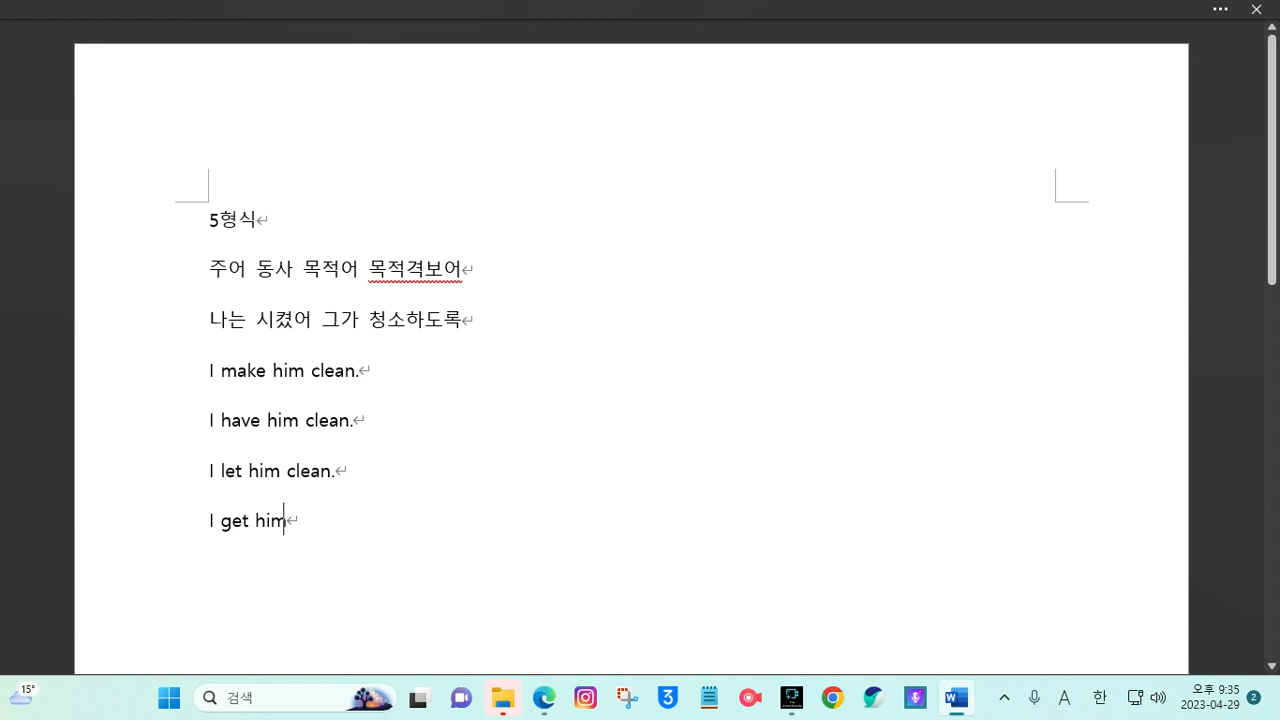 5형식
주어 동사 목적어 목적격보어
나는 시켰어 그가 청소하도록
I make him clean.
I have him clean.
I let him clean.
I get him
15°
검색
3
W
A
한
오후 9:35
2023-04-29
2